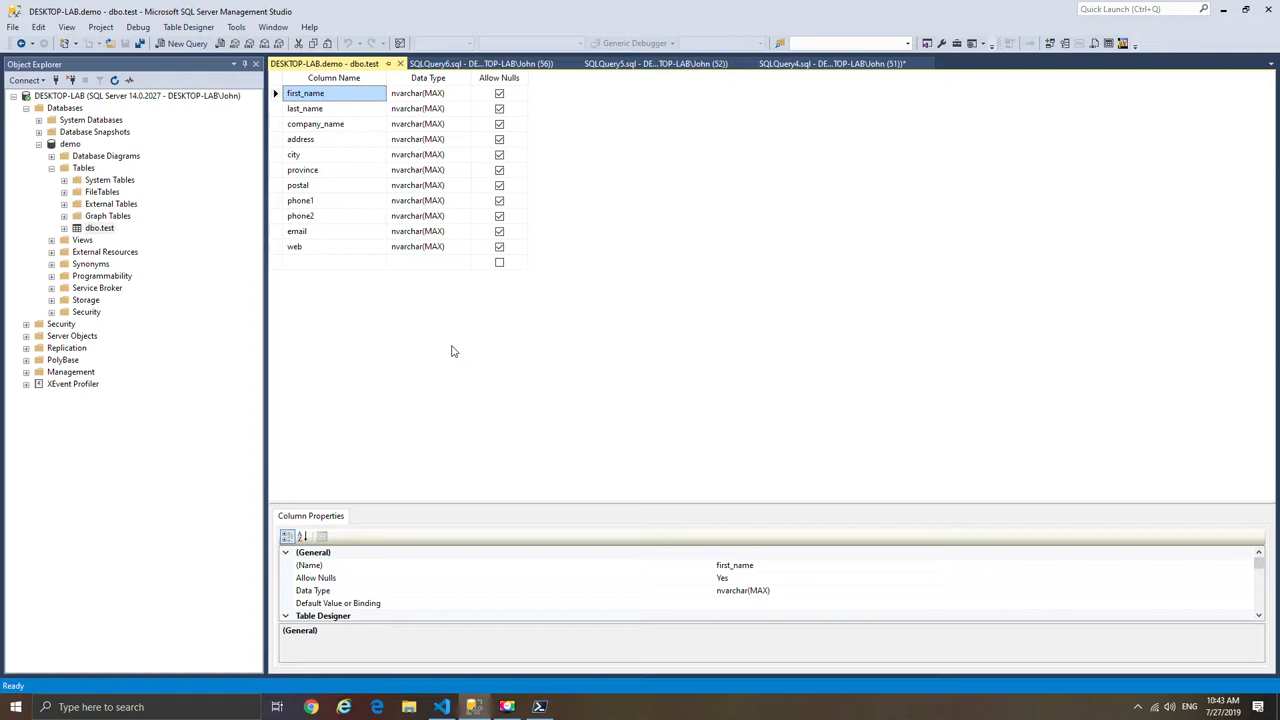 DESKTOP-LAB.demo - dbo.test - Microsoft SQL Server Management Studio
Quick Launch (Ctrl+Q)
File Edit View Project Debug Table Designer Tools Window Help
New Query
Generic Debugger
Object Explorer
DESKTOP-LAB.demo - dbo.test
SQLQuery6.sql - DE...TOP-LAB\John (56))
SQLQuery5.sql - DE...TOP-LAB\John (52))
SQLQuery4.sql - DE...TOP-LAB\John (51))*
Connect
DESKTOP-LAB (SQL Server 14.0.2027 - DESKTOP-LAB\John)
Databases
System Databases
Database Snapshots
demo
Database Diagrams
Tables
System Tables
FileTables
External Tables
Graph Tables
dbo.test
Views
External Resources
Synonyms
Programmability
Service Broker
Storage
Security
Security
Server Objects
Replication
PolyBase
Management
XEvent Profiler
Column Name Data Type Allow Nulls
first_name nvarchar(MAX)
last_name nvarchar(MAX)
company_name nvarchar(MAX)
address nvarchar(MAX)
city nvarchar(MAX)
province nvarchar(MAX)
postal nvarchar(MAX)
phone1 nvarchar(MAX)
phone2 nvarchar(MAX)
email nvarchar(MAX)
web nvarchar(MAX)
Column Properties
(General)
(Name) first_name
Allow Nulls Yes
Data Type nvarchar(MAX)
Default Value or Binding
Table Designer
(General)
Ready
Type here to search
ENG
10:43 AM
7/27/2019